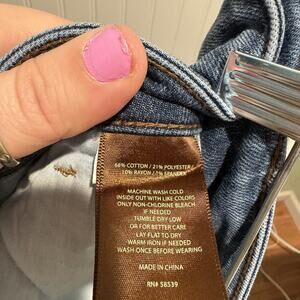 66% COTTON / 21% POLYESTER /
10% RAYON / 3% SPANDEX
MACHINE WASH COLD
INSIDE OUT WITH LIKE COLORS
ONLY NON-CHLORINE BLEACH
IF NEEDED
TUMBLE DRY LOW
OR FOR BETTER CARE
LAY FLAT TO DRY
WARM IRON IF NEEDED
WASH ONCE BEFORE WEARING
MADE IN CHINA
RN# 58539